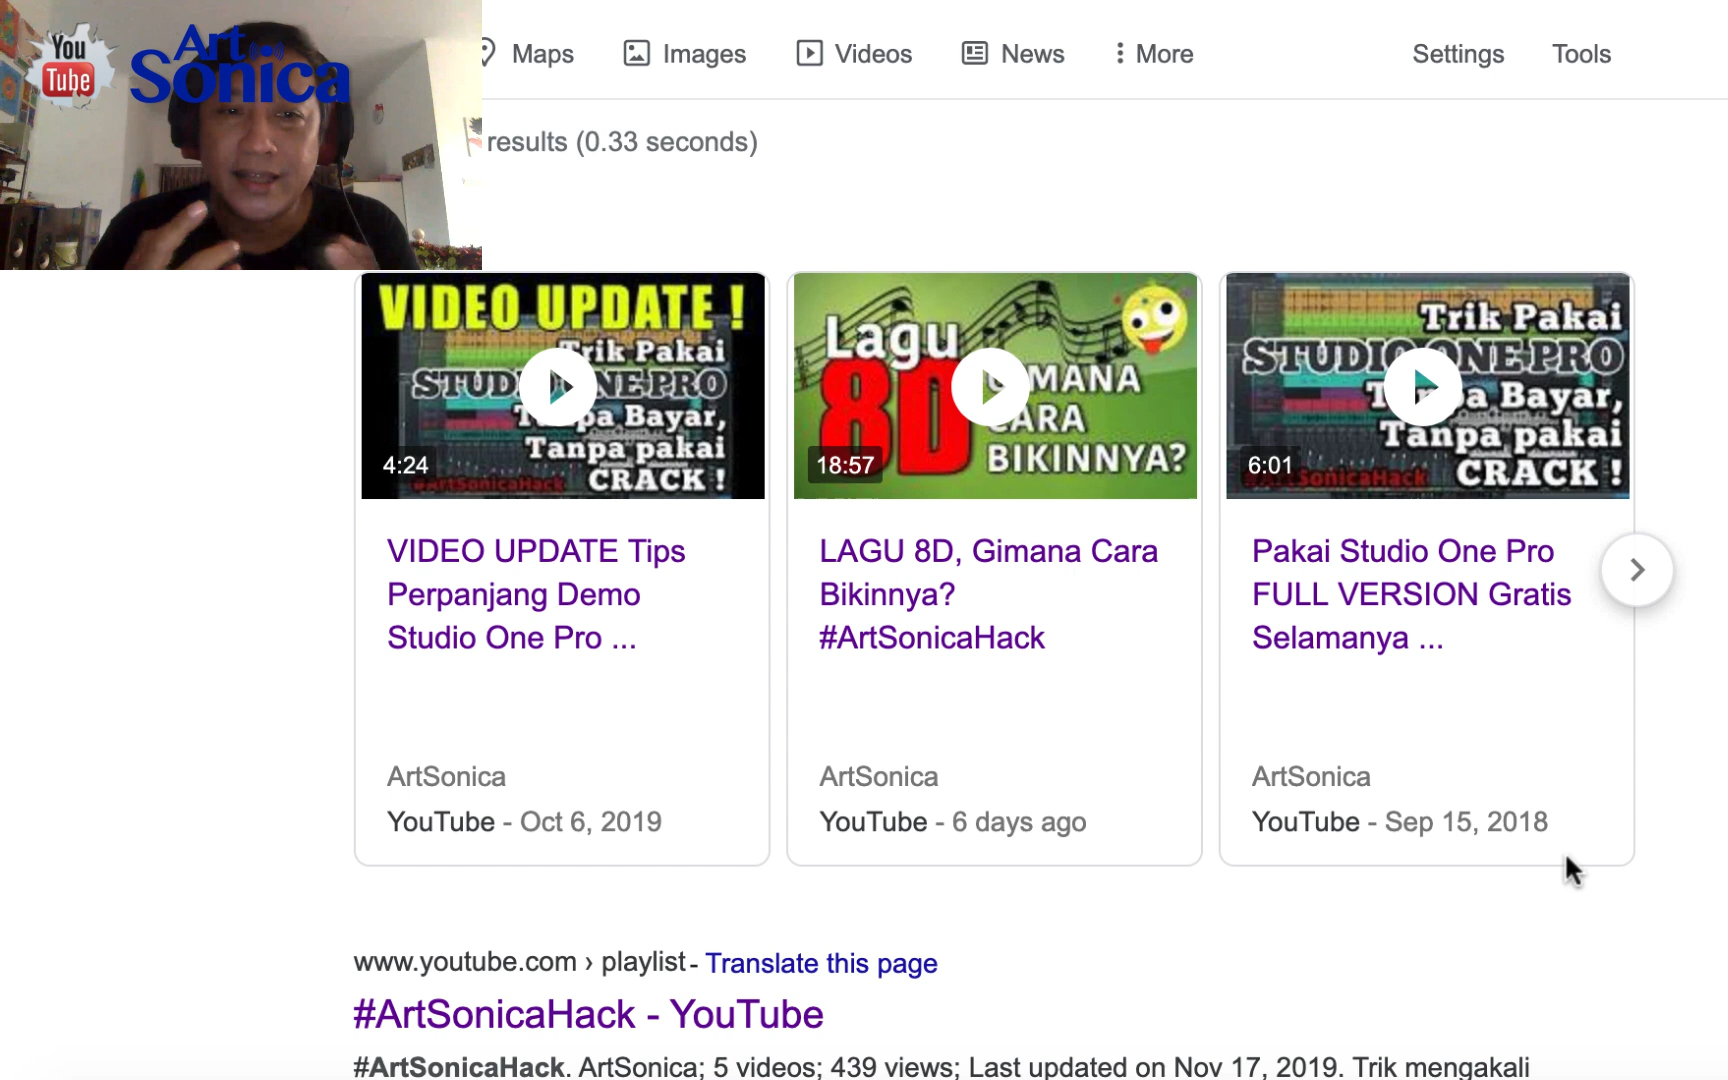 You
Tube
Art
Sonica
Maps
Images
Videos
News
More
Settings
Tools
results (0.33 seconds)
VIDEO UPDATE !
Trik Pakai
Tanpa pakai
CRACK !
#ArtSonicaHack
4:24
Lagu
8D
CARA
BIKINNYA?
18:57
Trik Pakai
Tanpa pakai
CRACK !
6:01
VIDEO UPDATE Tips
Perpanjang Demo
Studio One Pro ...
ArtSonica
YouTube - Oct 6, 2019
LAGU 8D, Gimana Cara
Bikinnya?
#ArtSonicaHack
ArtSonica
YouTube - 6 days ago
Pakai Studio One Pro
FULL VERSION Gratis
Selamanya ...
ArtSonica
YouTube - Sep 15, 2018
www.youtube.com › playlist - Translate this page
#ArtSonicaHack - YouTube
#ArtSonicaHack. ArtSonica; 5 videos; 439 views; Last updated on Nov 17, 2019. Trik mengakali